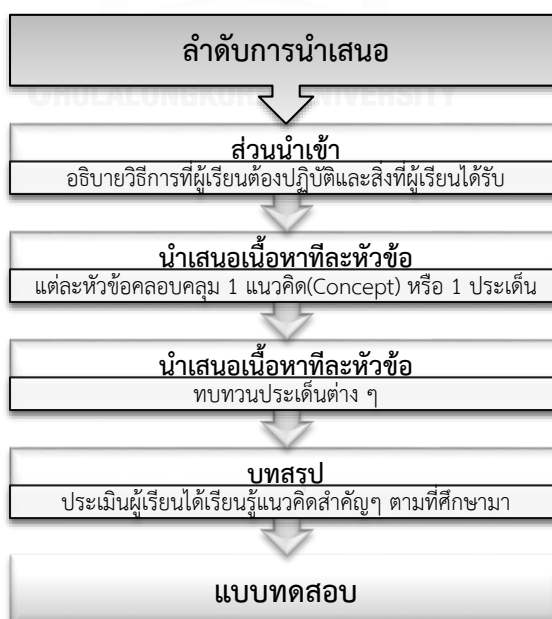 ลำดับการนำเสนอ
CHULALONGKORN UNIVERSITY
ส่วนนำเข้า
อธิบายวิธีการที่ผู้เรียนต้องปฏิบัติและสิ่งที่ผู้เรียนได้รับ
นำเสนอเนื้อหาทีละหัวข้อ
แต่ละหัวข้อคลอบคลุม 1 แนวคิด(Concept) หรือ 1 ประเด็น
นำเสนอเนื้อหาทีละหัวข้อ
ทบทวนประเด็นต่าง ๆ
บทสรุป
ประเมินผู้เรียนได้เรียนรู้แนวคิดสำคัญๆ ตามที่ศึกษามา
แบบทดสอบ